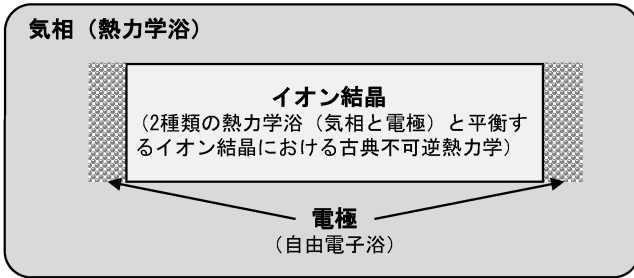 気相（熱力学浴）
イオン結晶
（2種類の熱力学浴（気相と電極）と平衡す
るイオン結晶における古典不可逆熱力学）
電極
（自由電子浴）